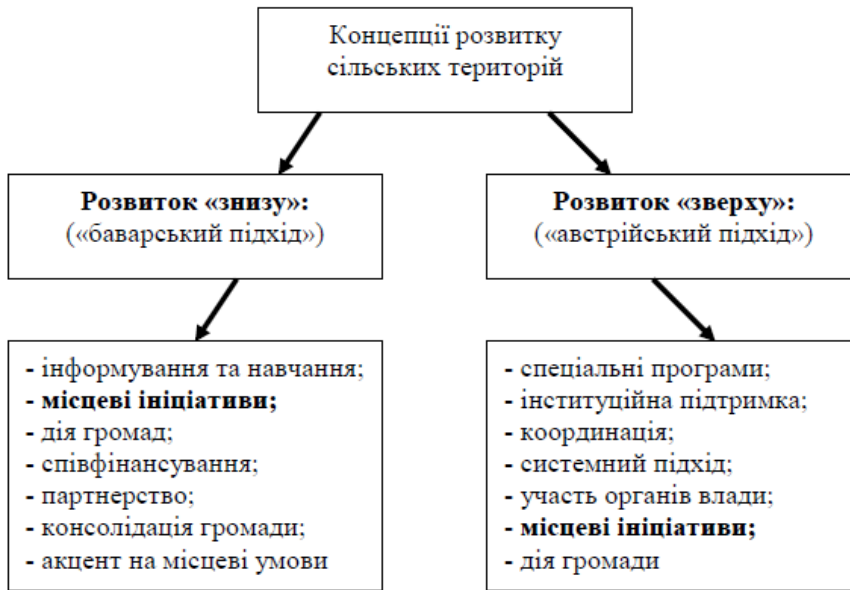 Концепції розвитку
сільських територій
Розвиток «знизу»:
(«баварський підхід»)
Розвиток «зверху»:
(«австрійський підхід»)
- інформування та навчання;
- місцеві ініціативи;
- дія громад;
- співфінансування;
- партнерство;
- консолідація громади;
- акцент на місцеві умови
- спеціальні програми;
- інституційна підтримка;
- координація;
- системний підхід;
- участь органів влади;
- місцеві ініціативи;
- дія громади